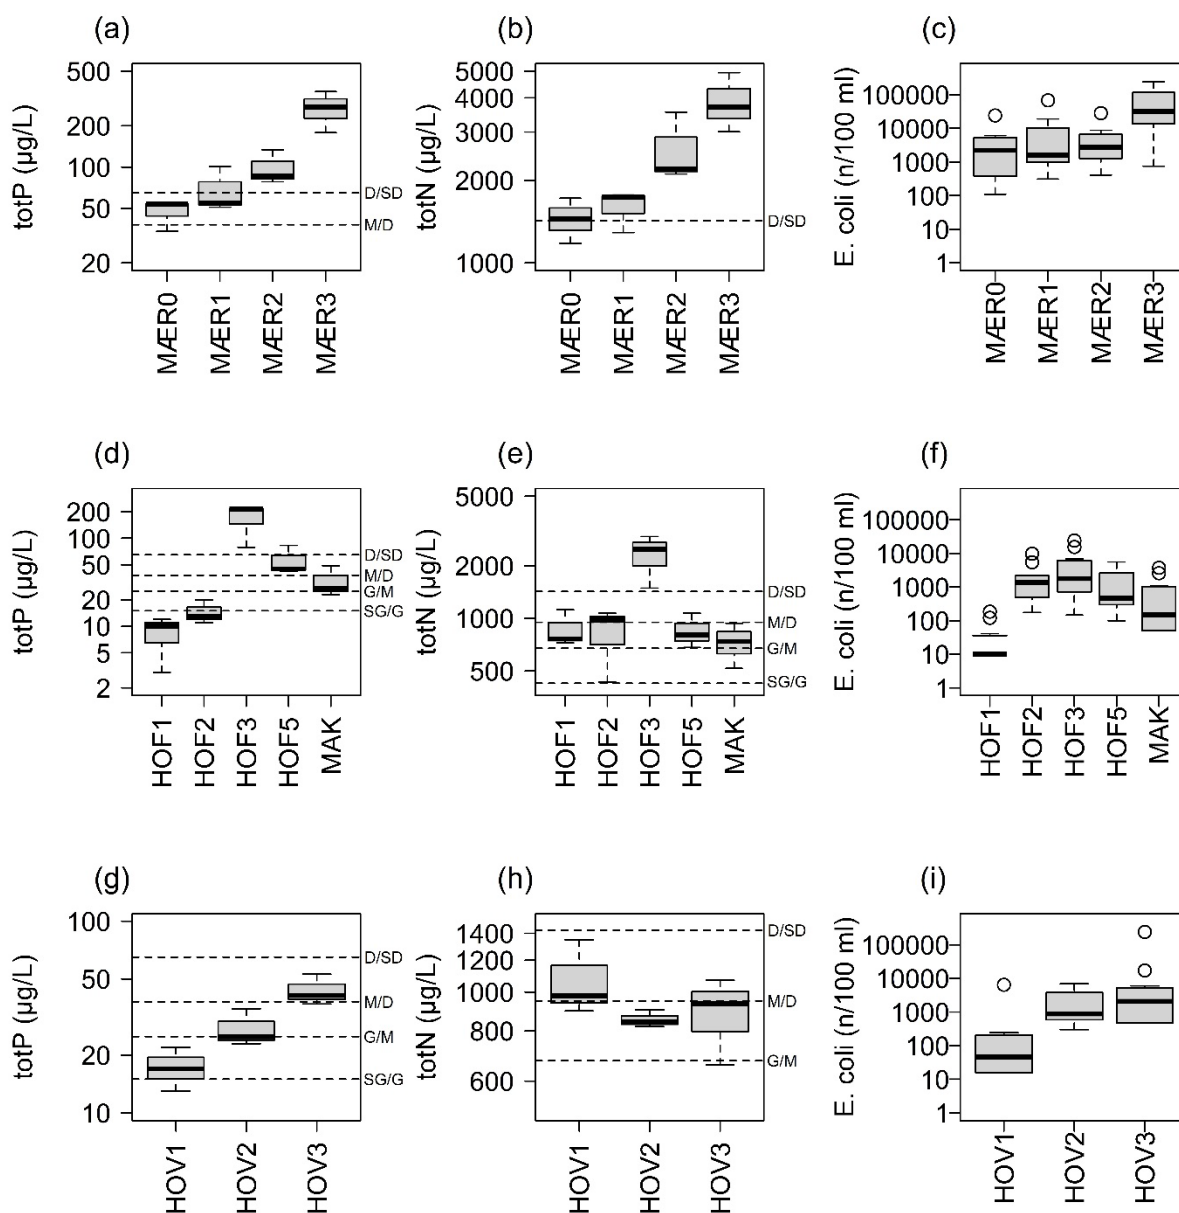 (a)
totP (µg/L)
500
200
100
50
20
D/SD
M/D
MÆR0
MÆR1
MÆR2
MÆR3
(b)
totN (µg/L)
5000
4000
3000
2000
1000
D/SD
MÆR0
MÆR1
MÆR2
MÆR3
(c)
E. coli (n/100 ml)
100000
10000
1000
100
10
1
MÆR0
MÆR1
MÆR2
MÆR3
(d)
totP (µg/L)
200
100
50
20
10
5
2
D/SD
M/D
G/M
SG/G
HOF1
HOF2
HOF3
HOF5
MAK
(e)
totN (µg/L)
5000
2000
1000
500
D/SD
M/D
G/M
SG/G
HOF1
HOF2
HOF3
HOF5
MAK
(f)
E. coli (n/100 ml)
100000
10000
1000
100
10
1
HOF1
HOF2
HOF3
HOF5
MAK
(g)
totP (µg/L)
100
50
20
10
D/SD
M/D
G/M
SG/G
HOV1
HOV2
HOV3
(h)
totN (µg/L)
1400
1200
1000
800
600
D/SD
M/D
G/M
HOV1
HOV2
HOV3
(i)
E. coli (n/100 ml)
100000
10000
1000
100
10
1
HOV1
HOV2
HOV3